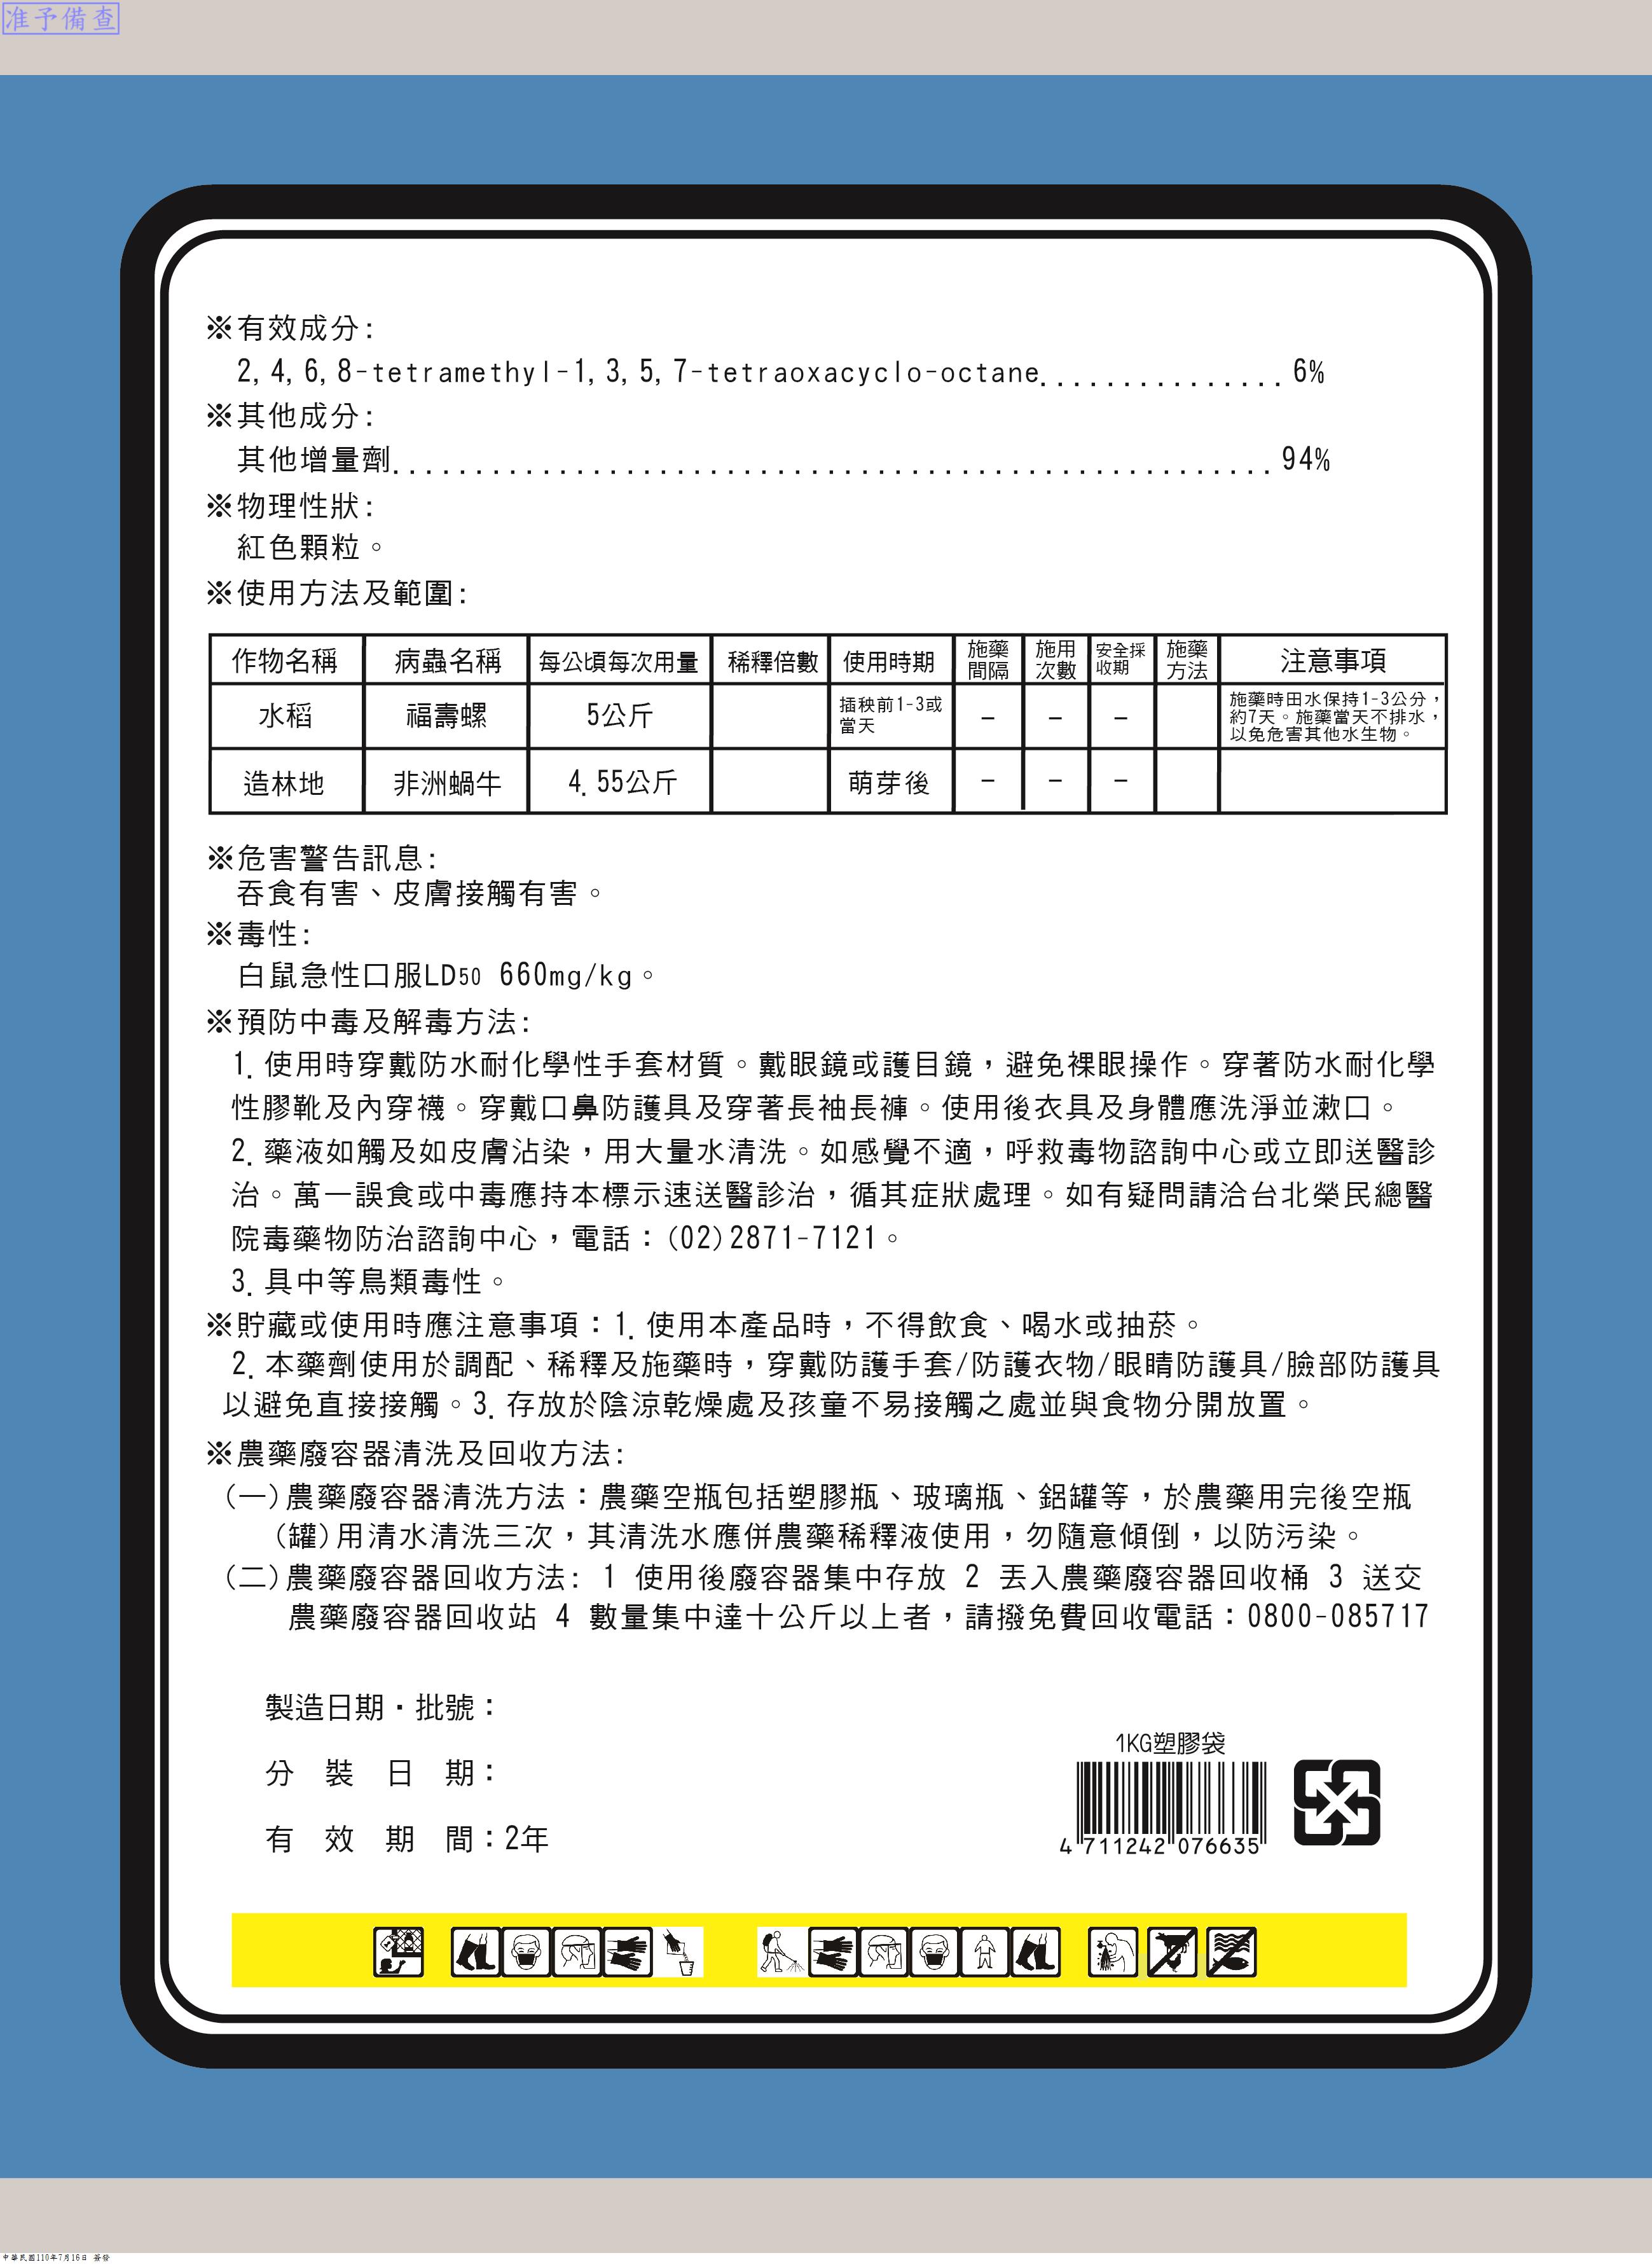 准予備查
※有效成分:
2,4,6,8-tetramethyl-1,3,5,7-tetraoxacyclo-octane...............6%
※其他成分:
其他增量劑......................................................94%
※物理性狀:
紅色顆粒。
※使用方法及範圍:
作物名稱 病蟲名稱 每公頃每次用量 稀釋倍數 使用時期 施藥間隔 施用次數 安全採收期 施藥方法 注意事項
水稻 福壽螺 5公斤 插秧前1-3或當天 - - - 施藥時田水保持1-3公分，約7天。施藥當天不排水，以免危害其他水生物。
造林地 非洲蝸牛 4.55公斤 萌芽後 - - -
※危害警告訊息:
吞食有害、皮膚接觸有害。
※毒性:
白鼠急性口服LD50 660mg/kg。
※預防中毒及解毒方法:
1.使用時穿戴防水耐化學性手套材質。戴眼鏡或護目鏡，避免裸眼操作。穿著防水耐化學
性膠靴及內穿襪。穿戴口鼻防護具及穿著長袖長褲。使用後衣具及身體應洗淨並漱口。
2.藥液如觸及如皮膚沾染，用大量水清洗。如感覺不適，呼救毒物諮詢中心或立即送醫診
治。萬一誤食或中毒應持本標示速送醫診治，循其症狀處理。如有疑問請洽台北榮民總醫
院毒藥物防治諮詢中心，電話：(02)2871-7121。
3.具中等鳥類毒性。
※貯藏或使用時應注意事項：1.使用本產品時，不得飲食、喝水或抽菸。
2.本藥劑使用於調配、稀釋及施藥時，穿戴防護手套/防護衣物/眼睛防護具/臉部防護具
以避免直接接觸。3.存放於陰涼乾燥處及孩童不易接觸之處並與食物分開放置。
※農藥廢容器清洗及回收方法:
(一)農藥廢容器清洗方法：農藥空瓶包括塑膠瓶、玻璃瓶、鋁罐等，於農藥用完後空瓶
(罐)用清水清洗三次，其清洗水應併農藥稀釋液使用，勿隨意傾倒，以防污染。
(二)農藥廢容器回收方法: 1 使用後廢容器集中存放 2 丟入農藥廢容器回收桶 3 送交
農藥廢容器回收站 4 數量集中達十公斤以上者，請撥免費回收電話：0800-085717
製造日期．批號：
分裝日期：
有效期間：2年
1KG塑膠袋
4 711242 076635
中華民國110年7月16日 簽發